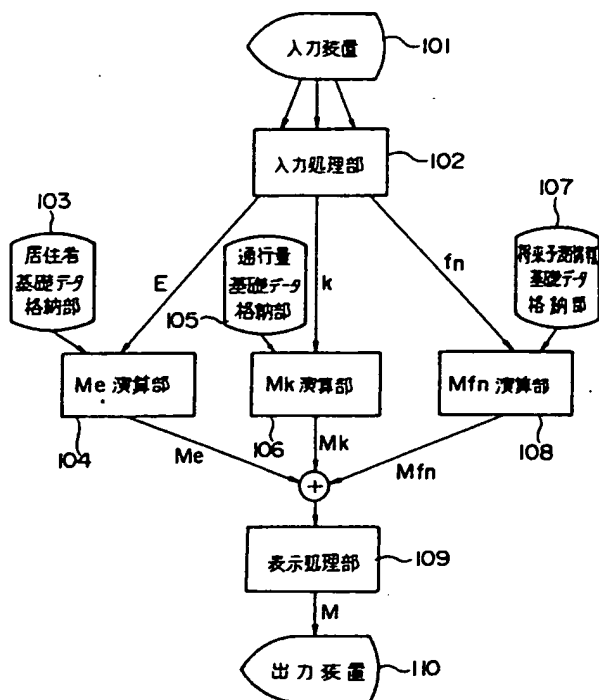 入力装置
101
入力処理部
102
103
107
居住者
基礎データ
格納部
E
通行量
基礎データ
格納部
105
k
fn
将来予測情報
基礎データ
格納部
Me 演算部
104
Mk 演算部
106
Mfn 演算部
108
Me
Mk
Mfn
+
表示処理部
109
M
出力装置
110